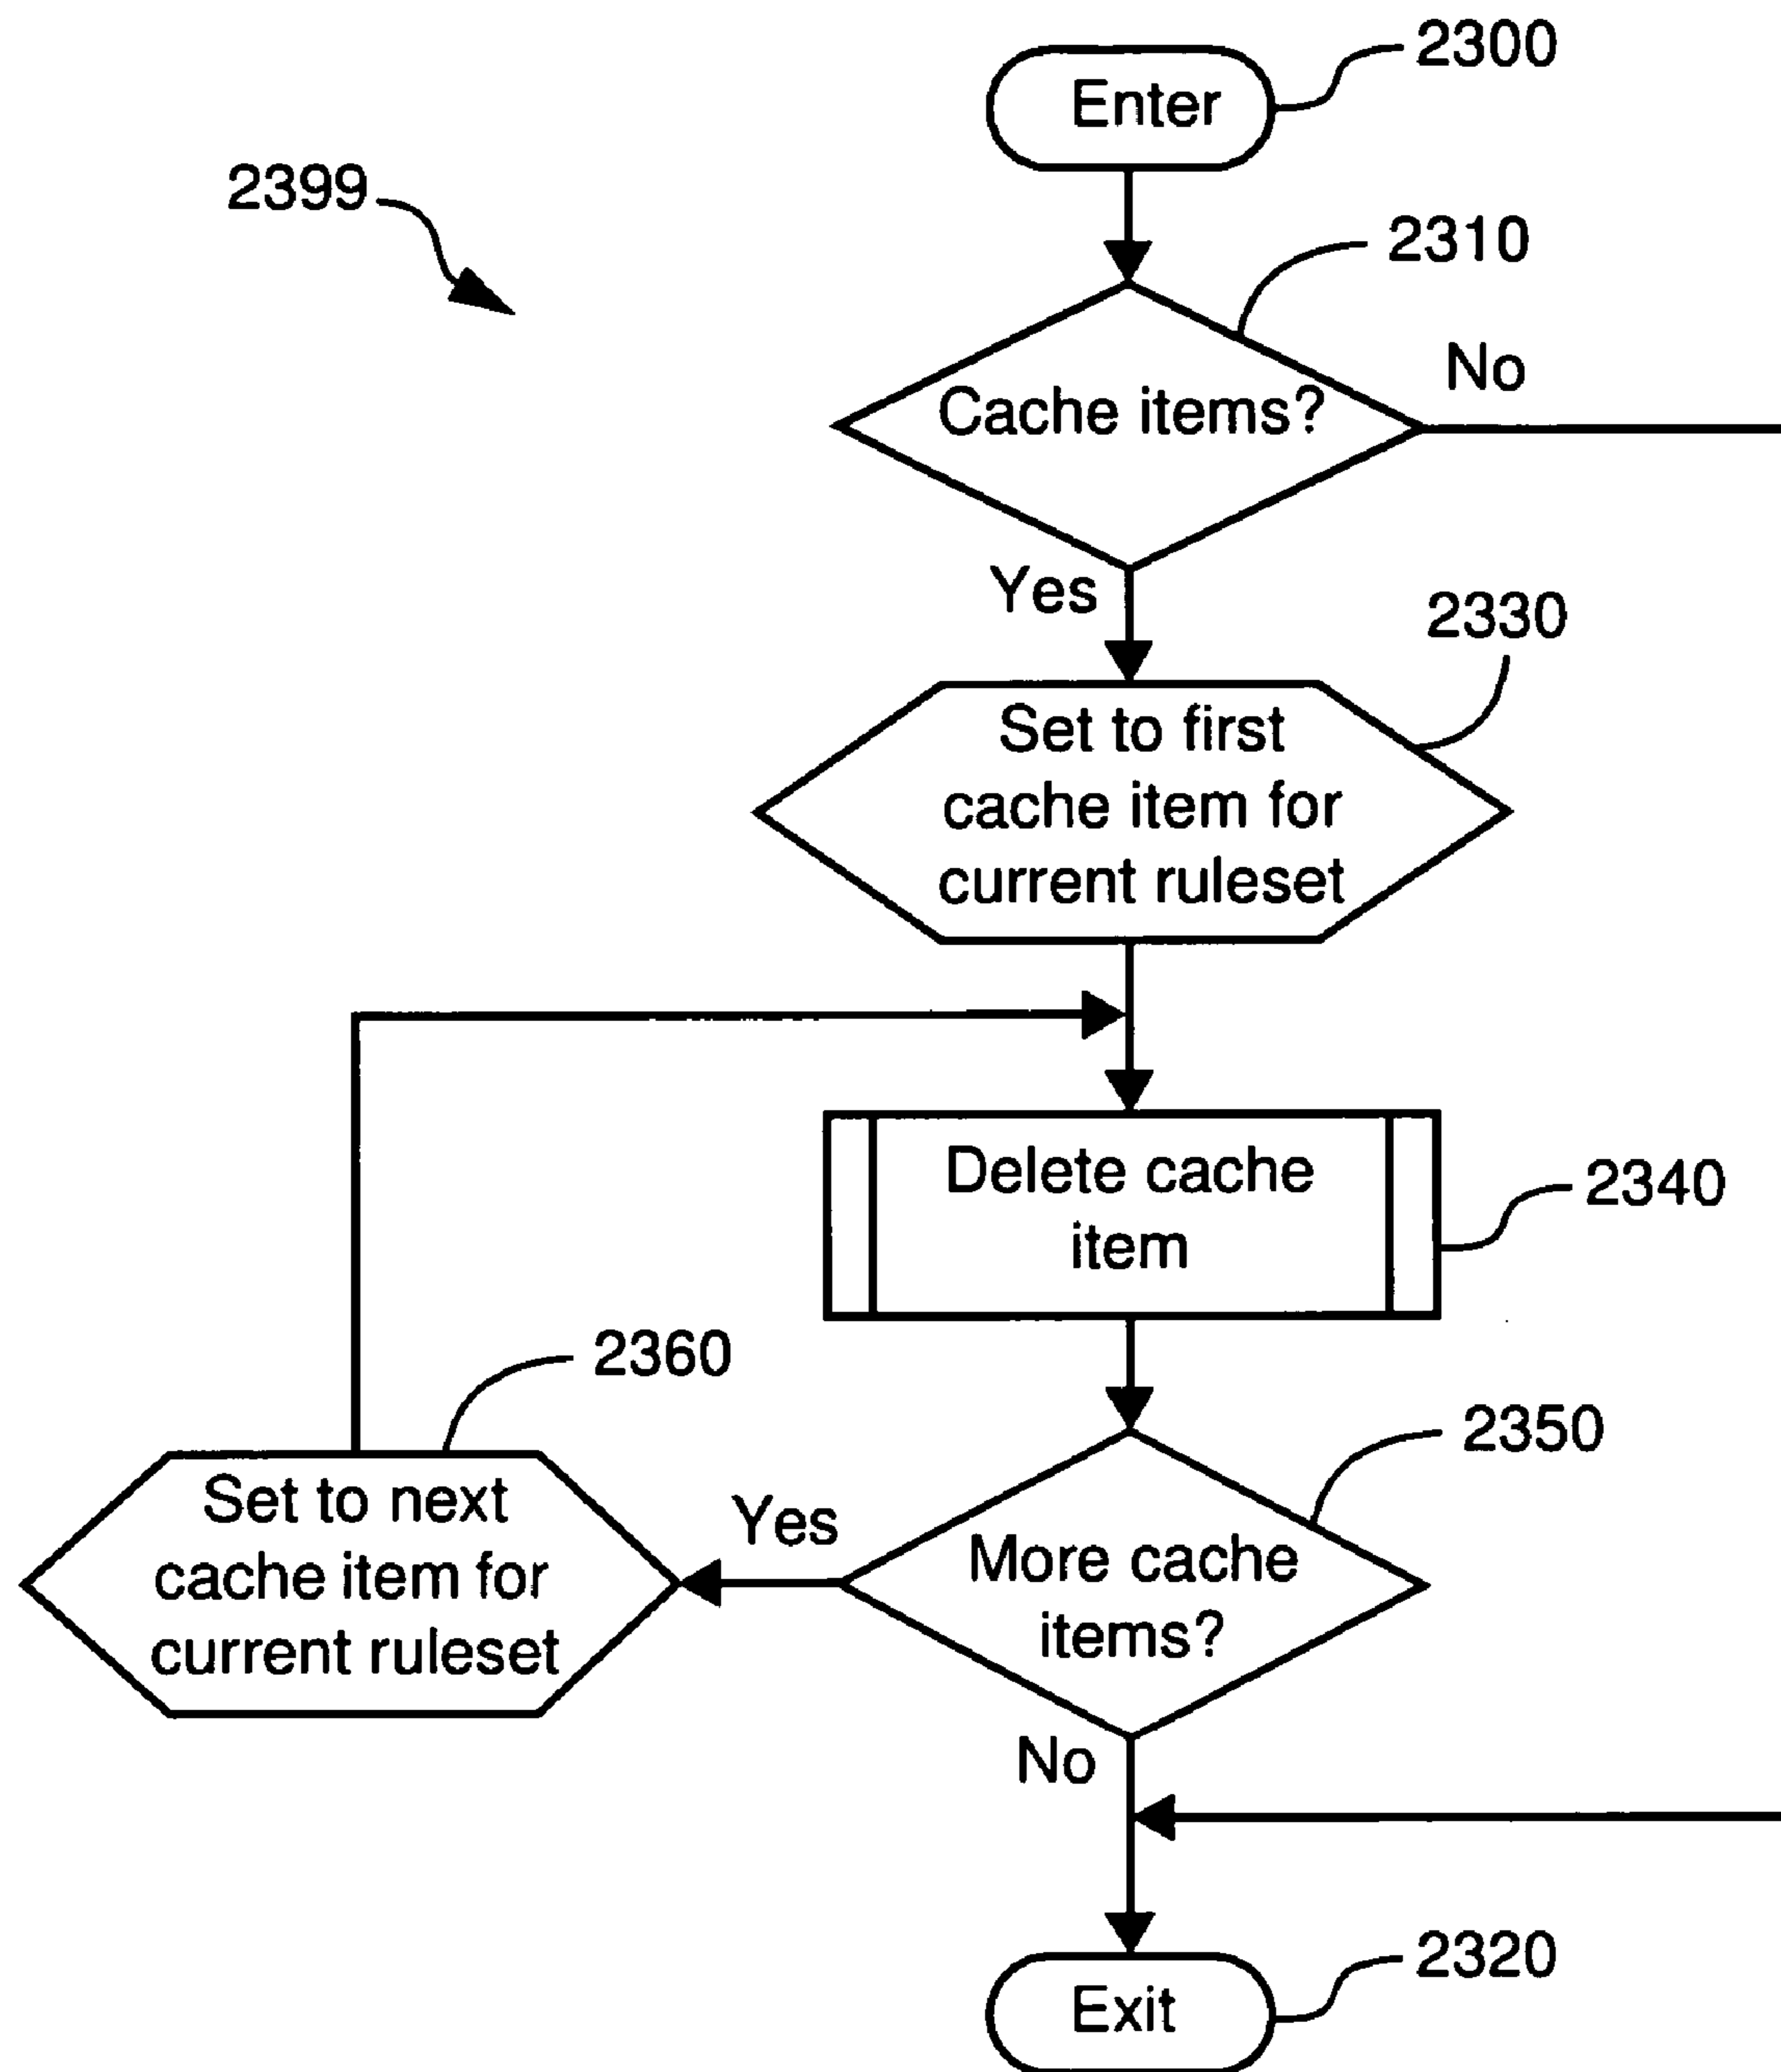 2300
Enter
2399
2310
No
Cache items?
Yes
2330
Set to first
cache item for
current ruleset
Delete cache
item
2340
2360
2350
Set to next
cache item for
current ruleset
Yes
More cache
items?
No
2320
Exit